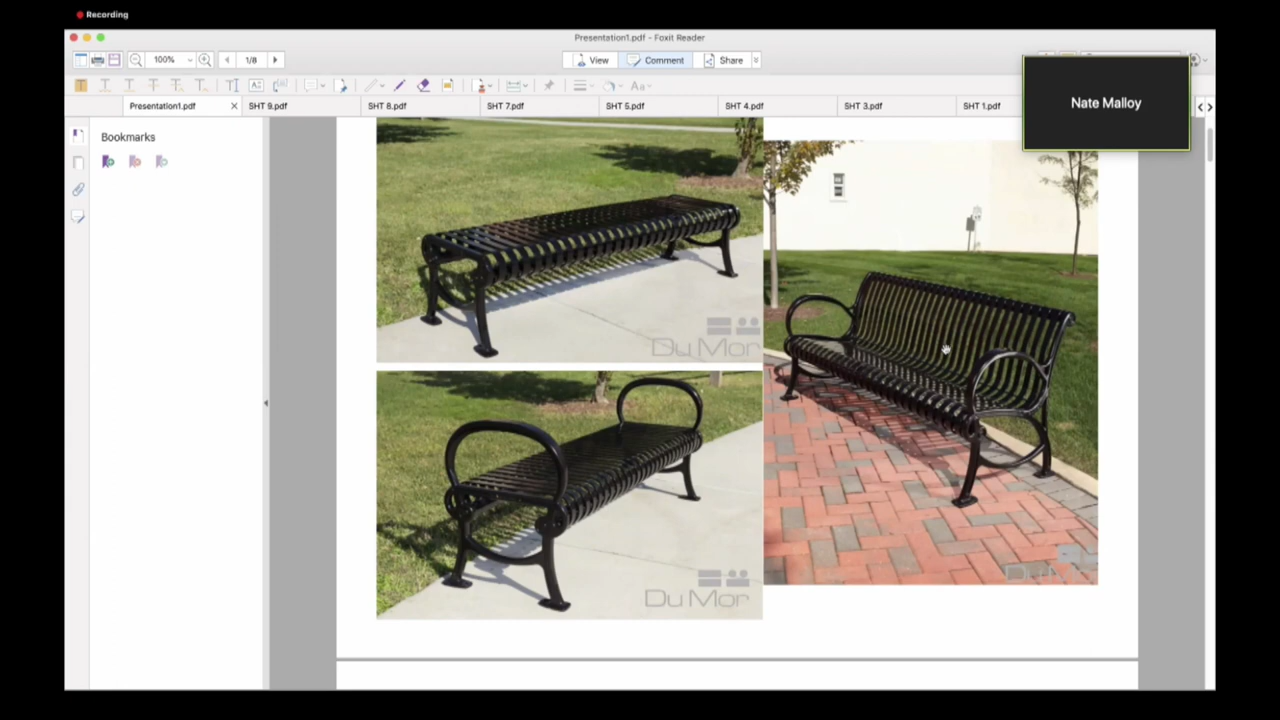 Recording
Presentation1.pdf - Foxit Reader
100%
1/8
View
Comment
Share
Presentation1.pdf
SHT 9.pdf
SHT 8.pdf
SHT 7.pdf
SHT 5.pdf
SHT 4.pdf
SHT 3.pdf
SHT 1.pdf
Nate Malloy
Bookmarks
Du Mor
Du Mor